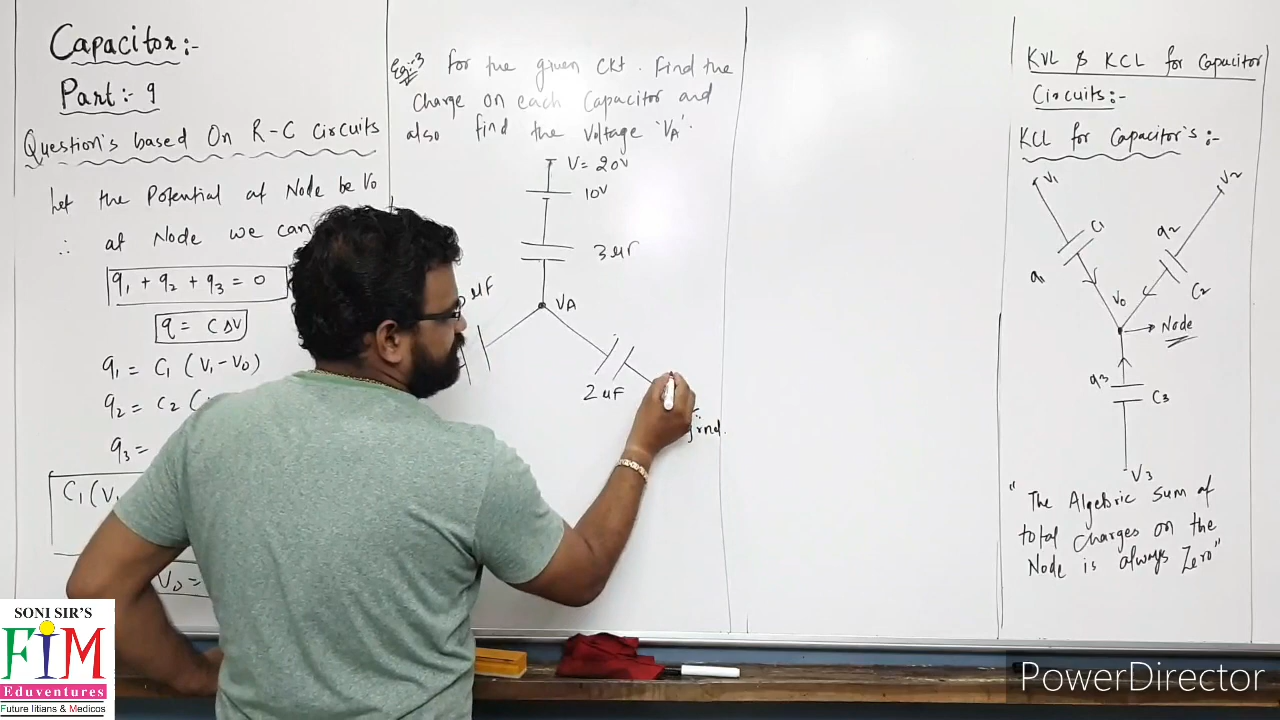 Capacitor:-
Part:- 9
Question's based On R-C Circuits
Let the Potential at Node be V0
∴ at Node we can
q1 + q2 + q3 = 0
q = C ΔV
q1 = C1 (V1 - V0)
q2 = C2 (
q3 =
C1 (V1
V0 =
Eg:-3 For the given Ckt. Find the
Charge on each Capacitor and
also find the Voltage 'VA'.
V = 20V
10V
3 μF
μF
VA
2 μF
grnd.
KVL & KCL for Capacitor
Circuits:-
KCL for Capacitor's:-
V1
V2
C1
q2
q1
C2
V0
Node
q3
C3
V3
"The Algebric Sum of
total Charges on the
Node is always Zero"
SONI SIR'S
FIM
Eduventures
Future Iitians & Medicos
PowerDirector